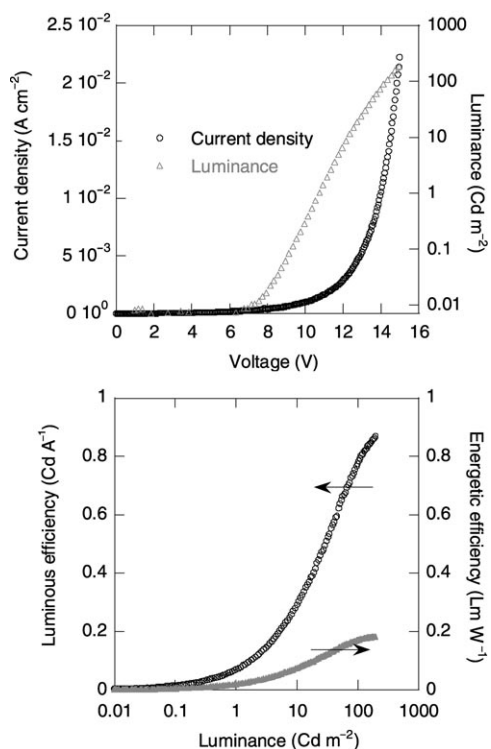 Current density (A cm−2)
2.5 10−2
2 10−2
1.5 10−2
1 10−2
5 10−3
0 100
Current density
Luminance
1000
100
10
1
0.1
0.01
Luminance (Cd m−2)
0 2 4 6 8 10 12 14 16
Voltage (V)
Luminous efficiency (Cd A−1)
1
0.8
0.6
0.4
0.2
0
1
0.8
0.6
0.4
0.2
0
Energetic efficiency (Lm W−1)
0.01 0.1 1 10 100 1000
Luminance (Cd m−2)